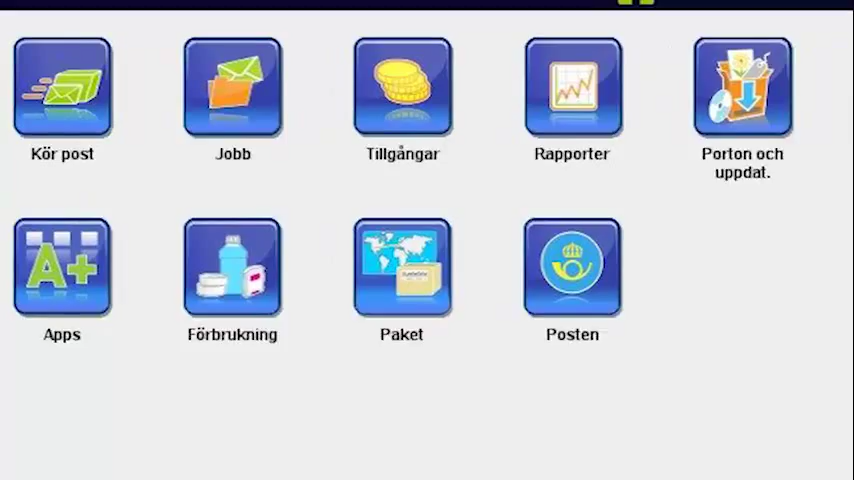 Kör post
Jobb
Tillgångar
Rapporter
Porton och
uppdat.
A+
Apps
Förbrukning
Paket
Posten